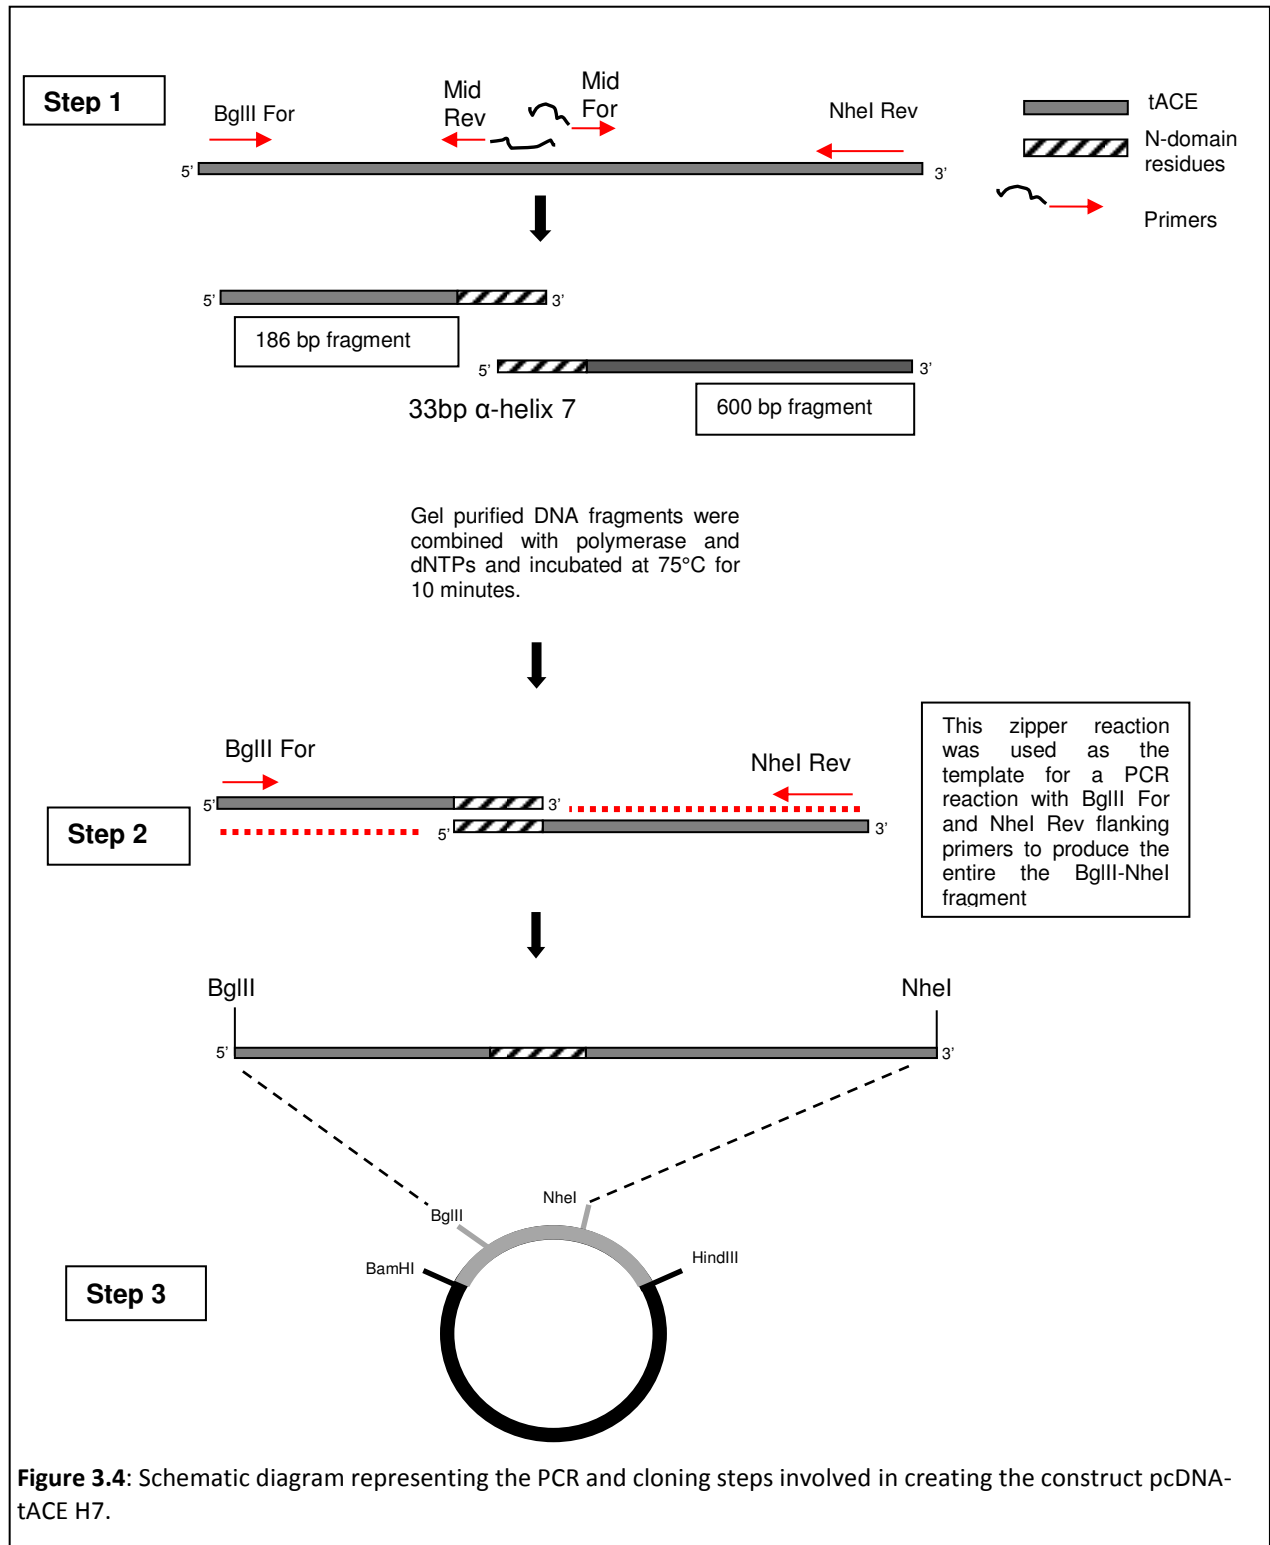 Step 1
BglII For
Mid
Rev
Mid
For
NheI Rev
tACE
N-domain
residues
Primers
5’
3’
5’
3’
186 bp fragment
5’
3’
33bp α-helix 7
600 bp fragment
Gel purified DNA fragments were
combined with polymerase and
dNTPs and incubated at 75°C for
10 minutes.
BglII For
NheI Rev
5’
3’
Step 2
5’
3’
This zipper reaction
was used as the
template for a PCR
reaction with BglII For
and NheI Rev flanking
primers to produce the
entire the BglII-NheI
fragment
BglII
NheI
5’
3’
NheI
BglII
BamHI
HindIII
Step 3
Figure 3.4: Schematic diagram representing the PCR and cloning steps involved in creating the construct pcDNA-
tACE H7.